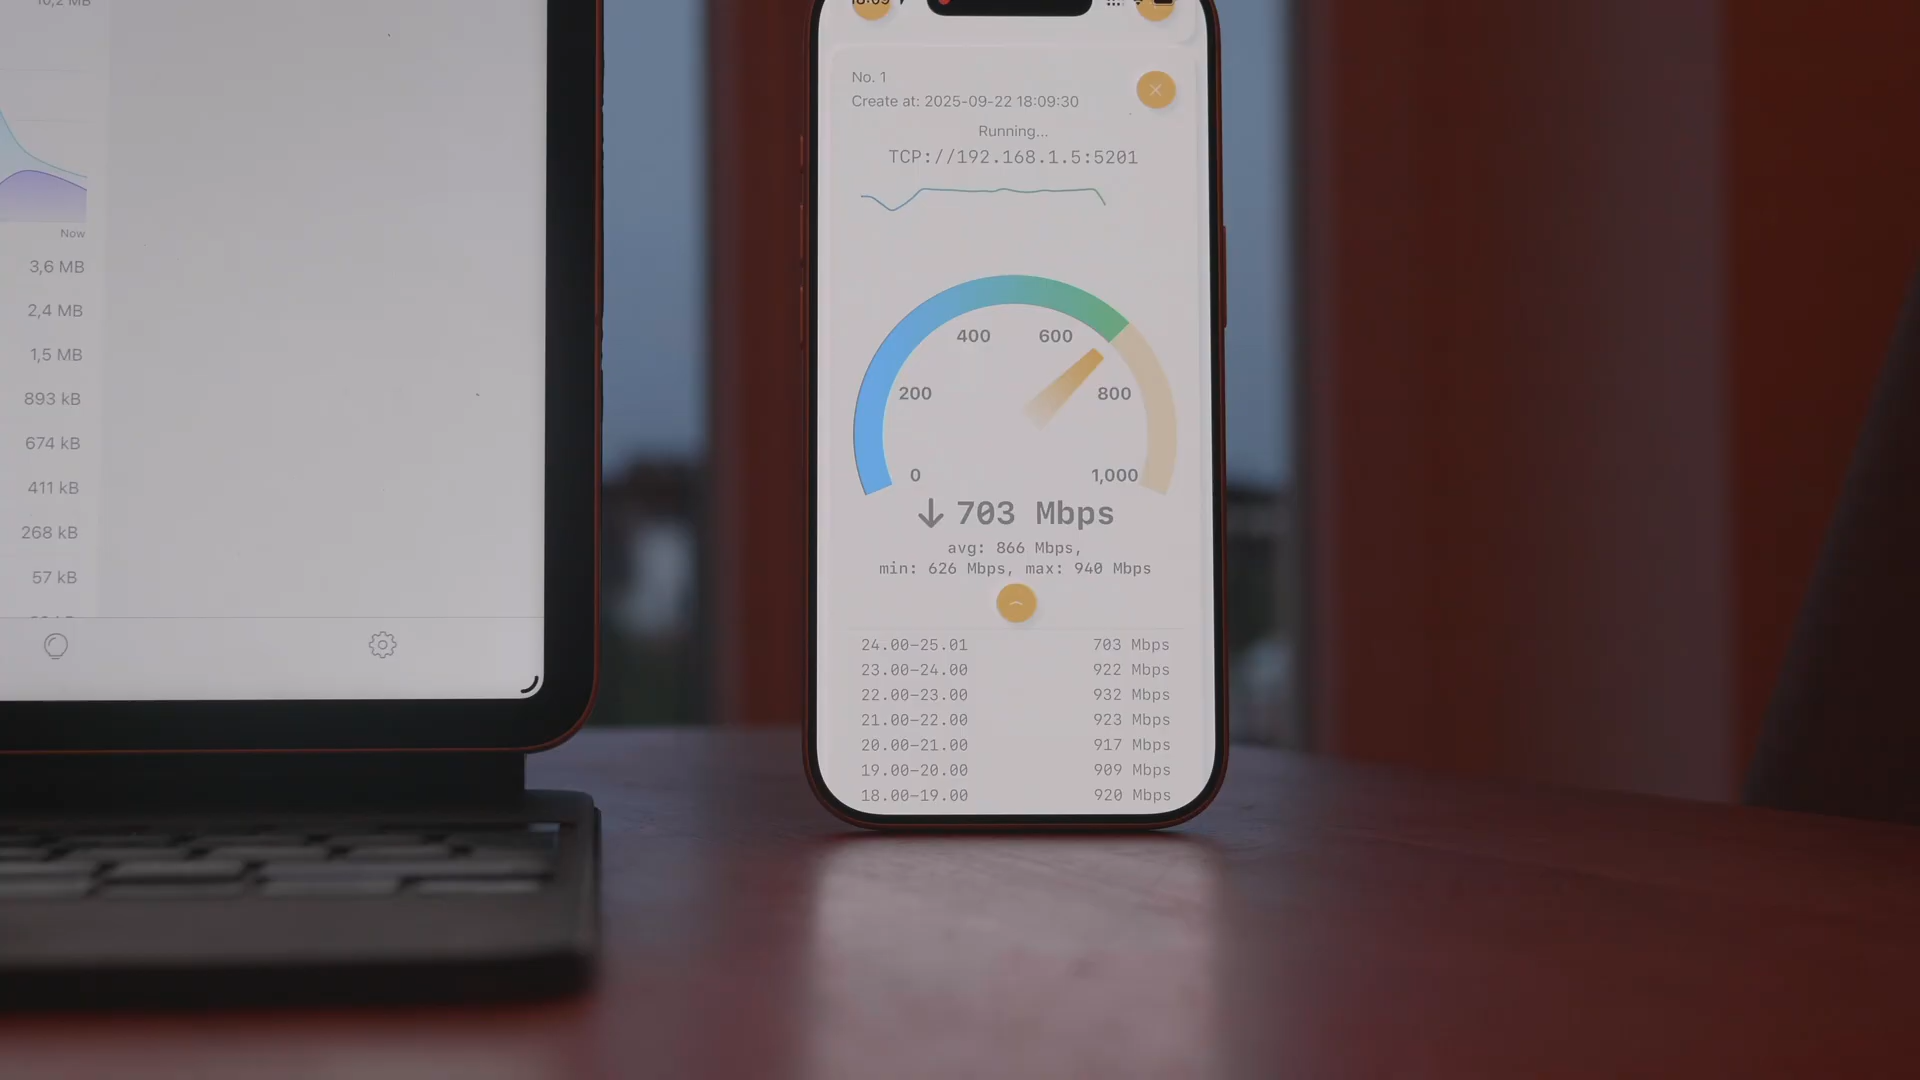 10,2 MB
Now
3,6 MB
2,4 MB
1,5 MB
893 kB
674 kB
411 kB
268 kB
57 kB
18:09
No. 1
Create at: 2025-09-22 18:09:30
Running...
TCP://192.168.1.5:5201
400 600
200 800
0 1,000
↓ 703 Mbps
avg: 866 Mbps,
min: 626 Mbps, max: 940 Mbps
24.00-25.01 703 Mbps
23.00-24.00 922 Mbps
22.00-23.00 932 Mbps
21.00-22.00 923 Mbps
20.00-21.00 917 Mbps
19.00-20.00 909 Mbps
18.00-19.00 920 Mbps